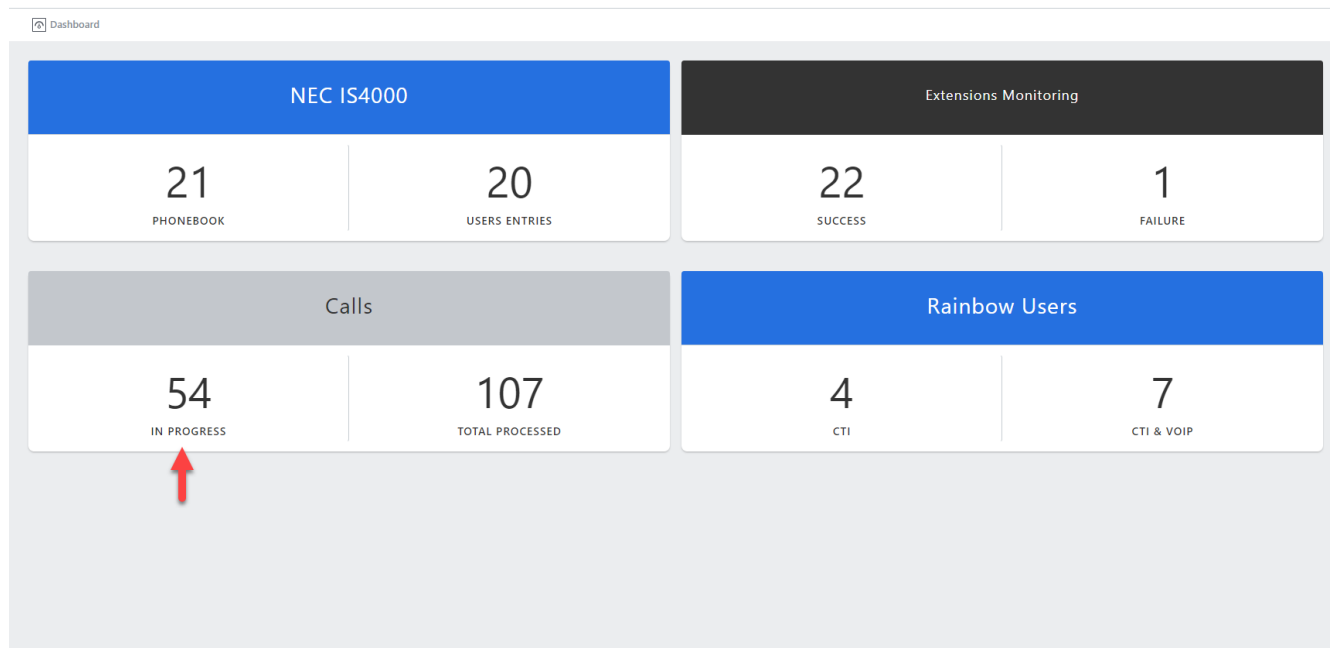 Dashboard
NEC IS4000
21
PHONEBOOK
20
USERS ENTRIES
Extensions Monitoring
22
SUCCESS
1
FAILURE
Calls
54
IN PROGRESS
107
TOTAL PROCESSED
Rainbow Users
4
CTI
7
CTI & VOIP